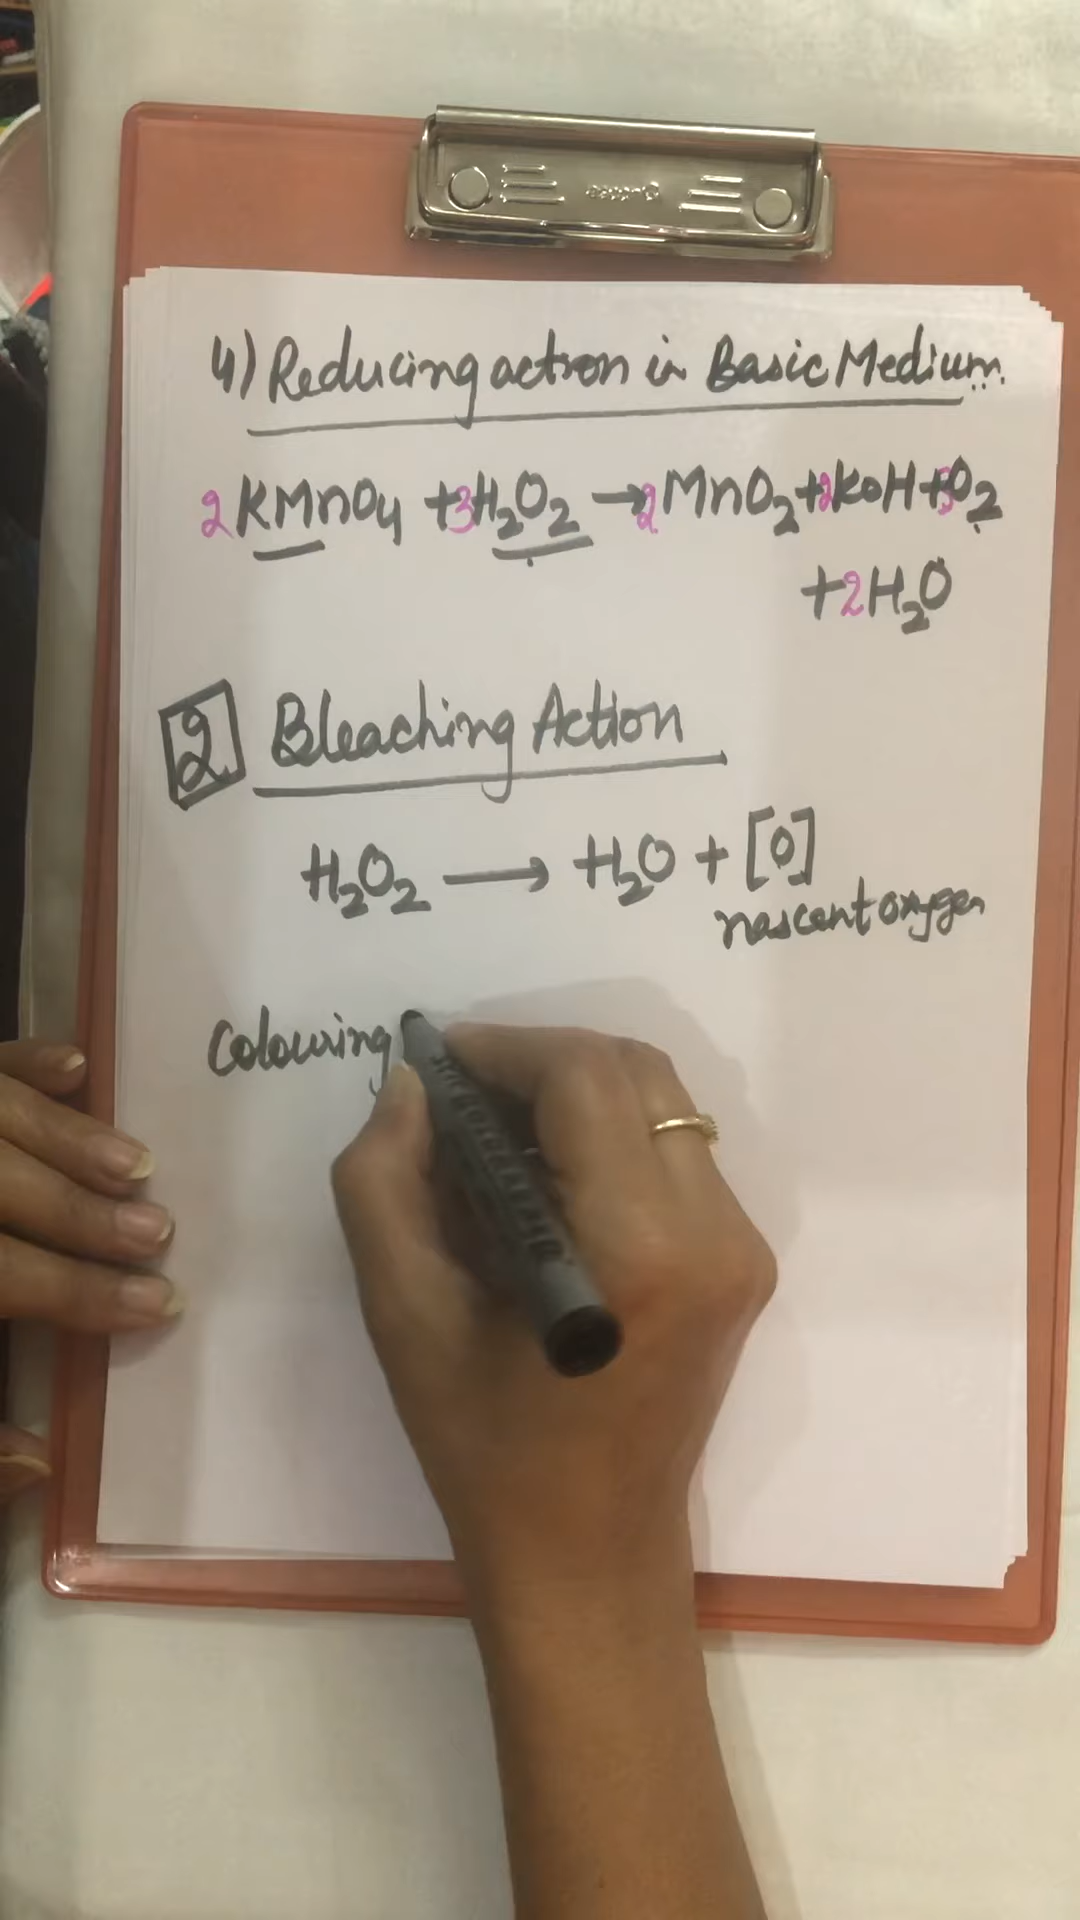 4) Reducing action in Basic Medium
2KMnO4 + 3H2O2 → 2MnO2 + 2KOH + 3O2
+ 2H2O
2 Bleaching Action
H2O2 → H2O + [O]
nascent oxygen
Colouring